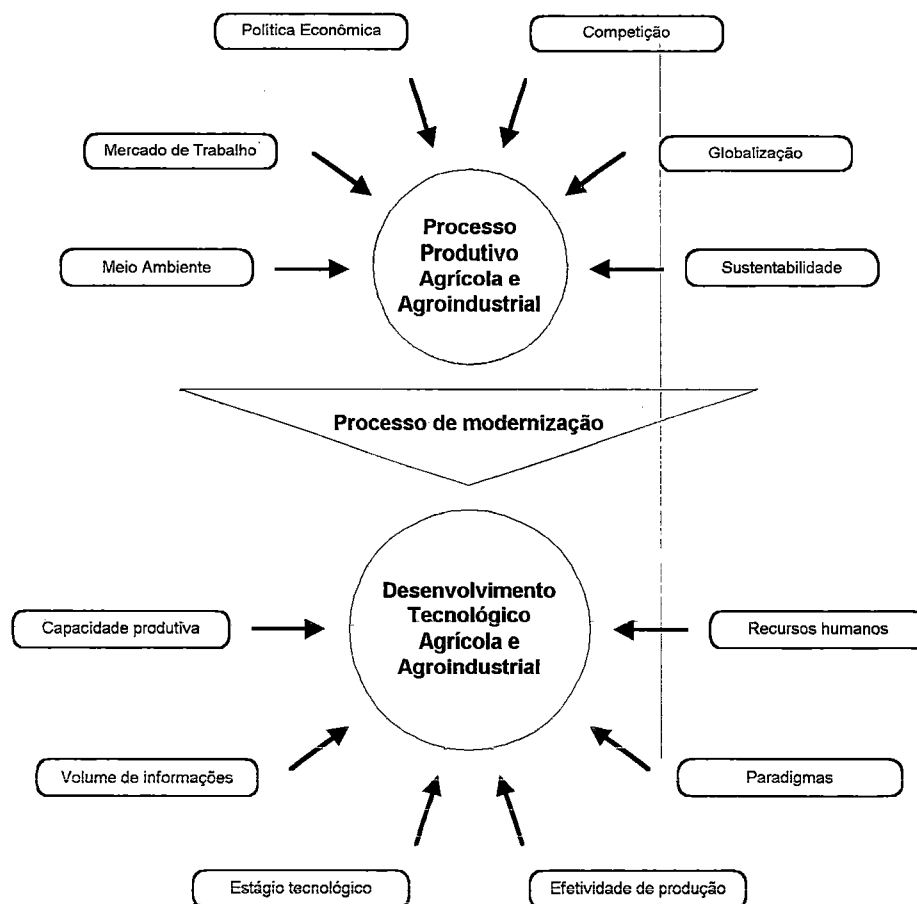 Política Econômica
Competição
Mercado de Trabalho
Globalização
Processo
Produtivo
Agrícola e
Agroindustrial
Meio Ambiente
Sustentabilidade
Processo de modernização
Desenvolvimento
Tecnológico
Agrícola e
Agroindustrial
Capacidade produtiva
Recursos humanos
Volume de informações
Paradigmas
Estágio tecnológico
Efetividade de produção